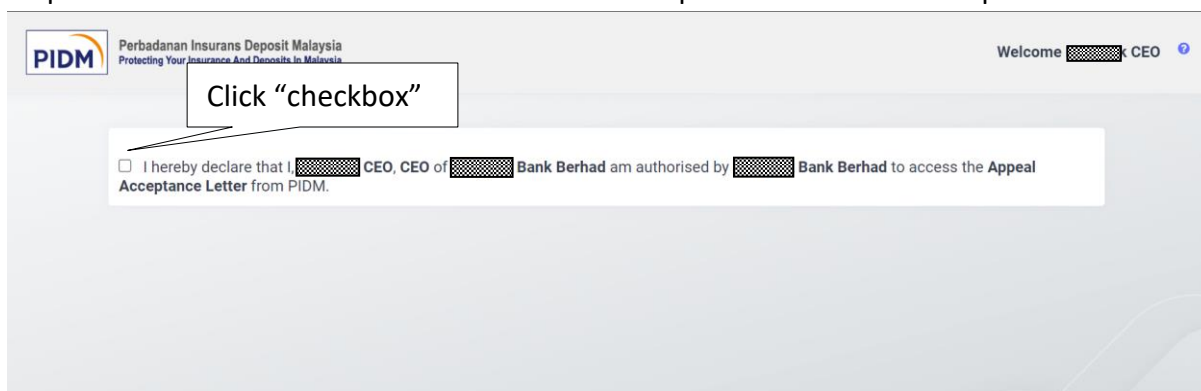 PIDM
Perbadanan Insurans Deposit Malaysia
Protecting Your Insurance And Deposits In Malaysia
Welcome CEO
Click “checkbox”
I hereby declare that I, CEO, CEO of Bank Berhad am authorised by Bank Berhad to access the Appeal
Acceptance Letter from PIDM.